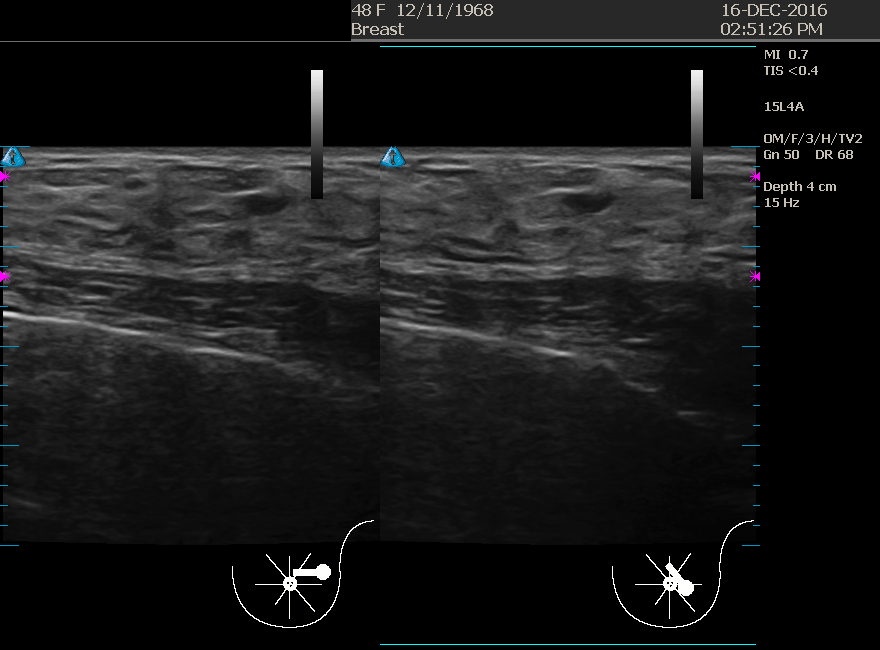 48 F 12/11/1968
16-DEC-2016
Breast
02:51:26 PM
MI 0.7
TIS <0.4
15L4A
OM/F/3/H/TV2
Gn 50 DR 68
Depth 4 cm
15 Hz